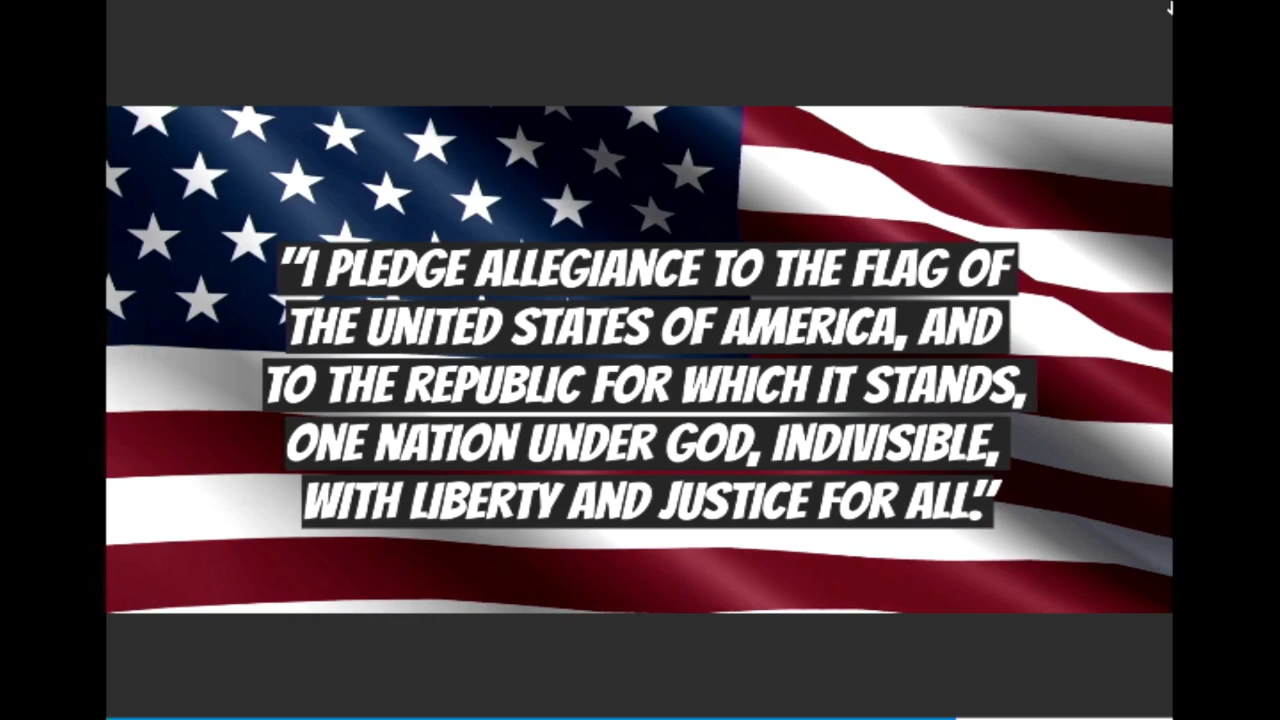 "I PLEDGE ALLEGIANCE TO THE FLAG OF
THE UNITED STATES OF AMERICA, AND
TO THE REPUBLIC FOR WHICH IT STANDS,
ONE NATION UNDER GOD, INDIVISIBLE,
WITH LIBERTY AND JUSTICE FOR ALL."